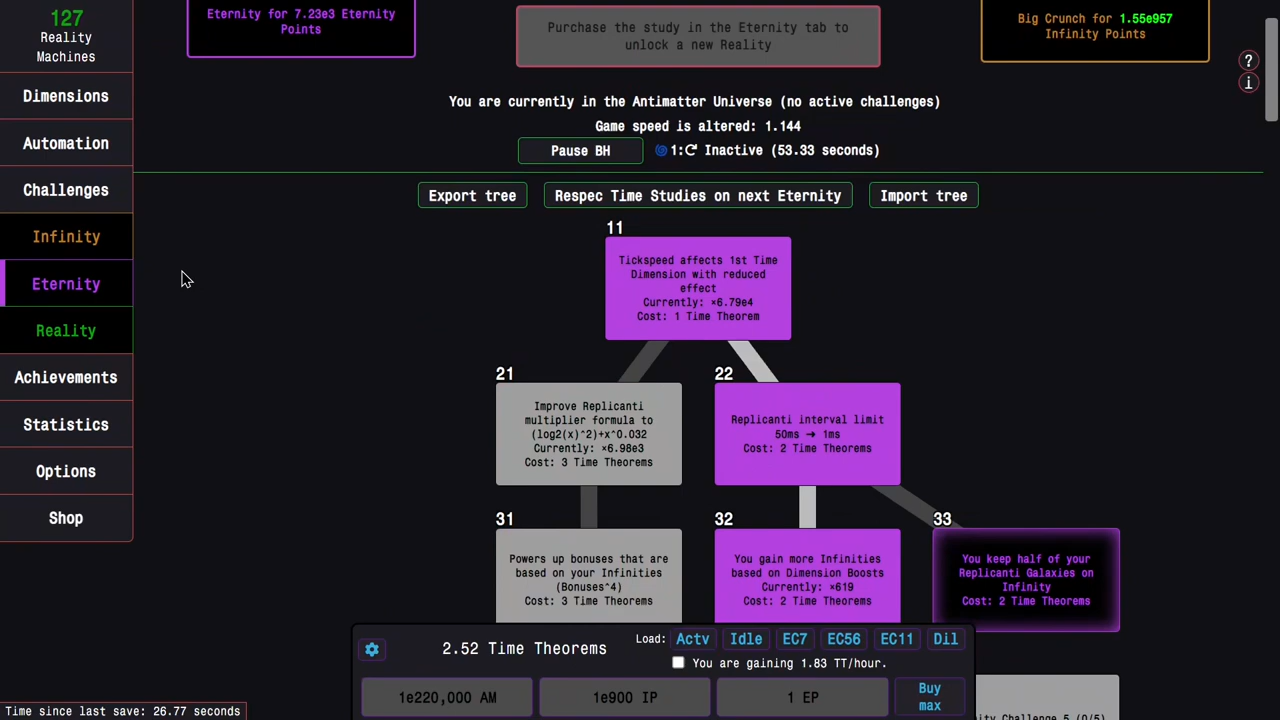 127
Reality
Machines
Eternity for 7.23e3 Eternity
Points
Purchase the study in the Eternity tab to
unlock a new Reality
Big Crunch for 1.55e957
Infinity Points
?
i
You are currently in the Antimatter Universe (no active challenges)
Game speed is altered: 1.144
Pause BH
🌀 1:⟳ Inactive (53.33 seconds)
Dimensions
Automation
Challenges
Infinity
Eternity
Reality
Achievements
Statistics
Options
Shop
Export tree
Respec Time Studies on next Eternity
Import tree
11
Tickspeed affects 1st Time
Dimension with reduced
effect
Currently: ×6.79e4
Cost: 1 Time Theorem
21
Improve Replicanti
multiplier formula to
(log2(x)^2)+x^0.032
Currently: ×6.98e3
Cost: 3 Time Theorems
22
Replicanti interval limit
50ms → 1ms
Cost: 2 Time Theorems
31
Powers up bonuses that are
based on your Infinities
(Bonuses^4)
Cost: 3 Time Theorems
32
You gain more Infinities
based on Dimension Boosts
Currently: ×619
Cost: 2 Time Theorems
33
You keep half of your
Replicanti Galaxies on
Infinity
Cost: 2 Time Theorems
2.52 Time Theorems
Load: Actv Idle EC7 EC56 EC11 Dil
You are gaining 1.83 TT/hour.
1e220,000 AM
1e900 IP
1 EP
Buy
max
Challenge 5 (0/5)
Time since last save: 26.77 seconds